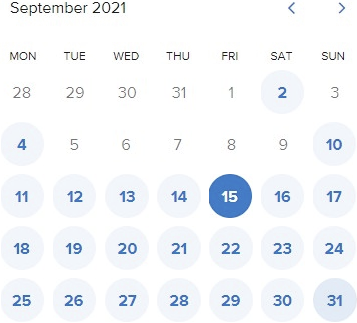 September 2021
MON TUE WED THU FRI SAT SUN
28 29 30 31 1 2 3
4 5 6 7 8 9 10
11 12 13 14 15 16 17
18 19 20 21 22 23 24
25 26 27 28 29 30 31